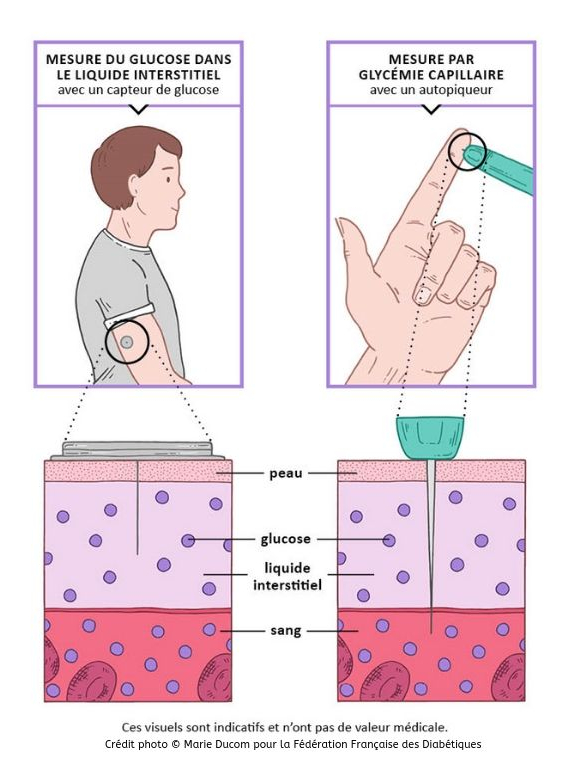 MESURE DU GLUCOSE DANS
LE LIQUIDE INTERSTITIEL
avec un capteur de glucose
MESURE PAR
GLYCÉMIE CAPILLAIRE
avec un autopiqueur
peau
glucose
liquide
interstitiel
sang
Ces visuels sont indicatifs et n'ont pas de valeur médicale.
Crédit photo © Marie Ducom pour la Fédération Française des Diabétiques